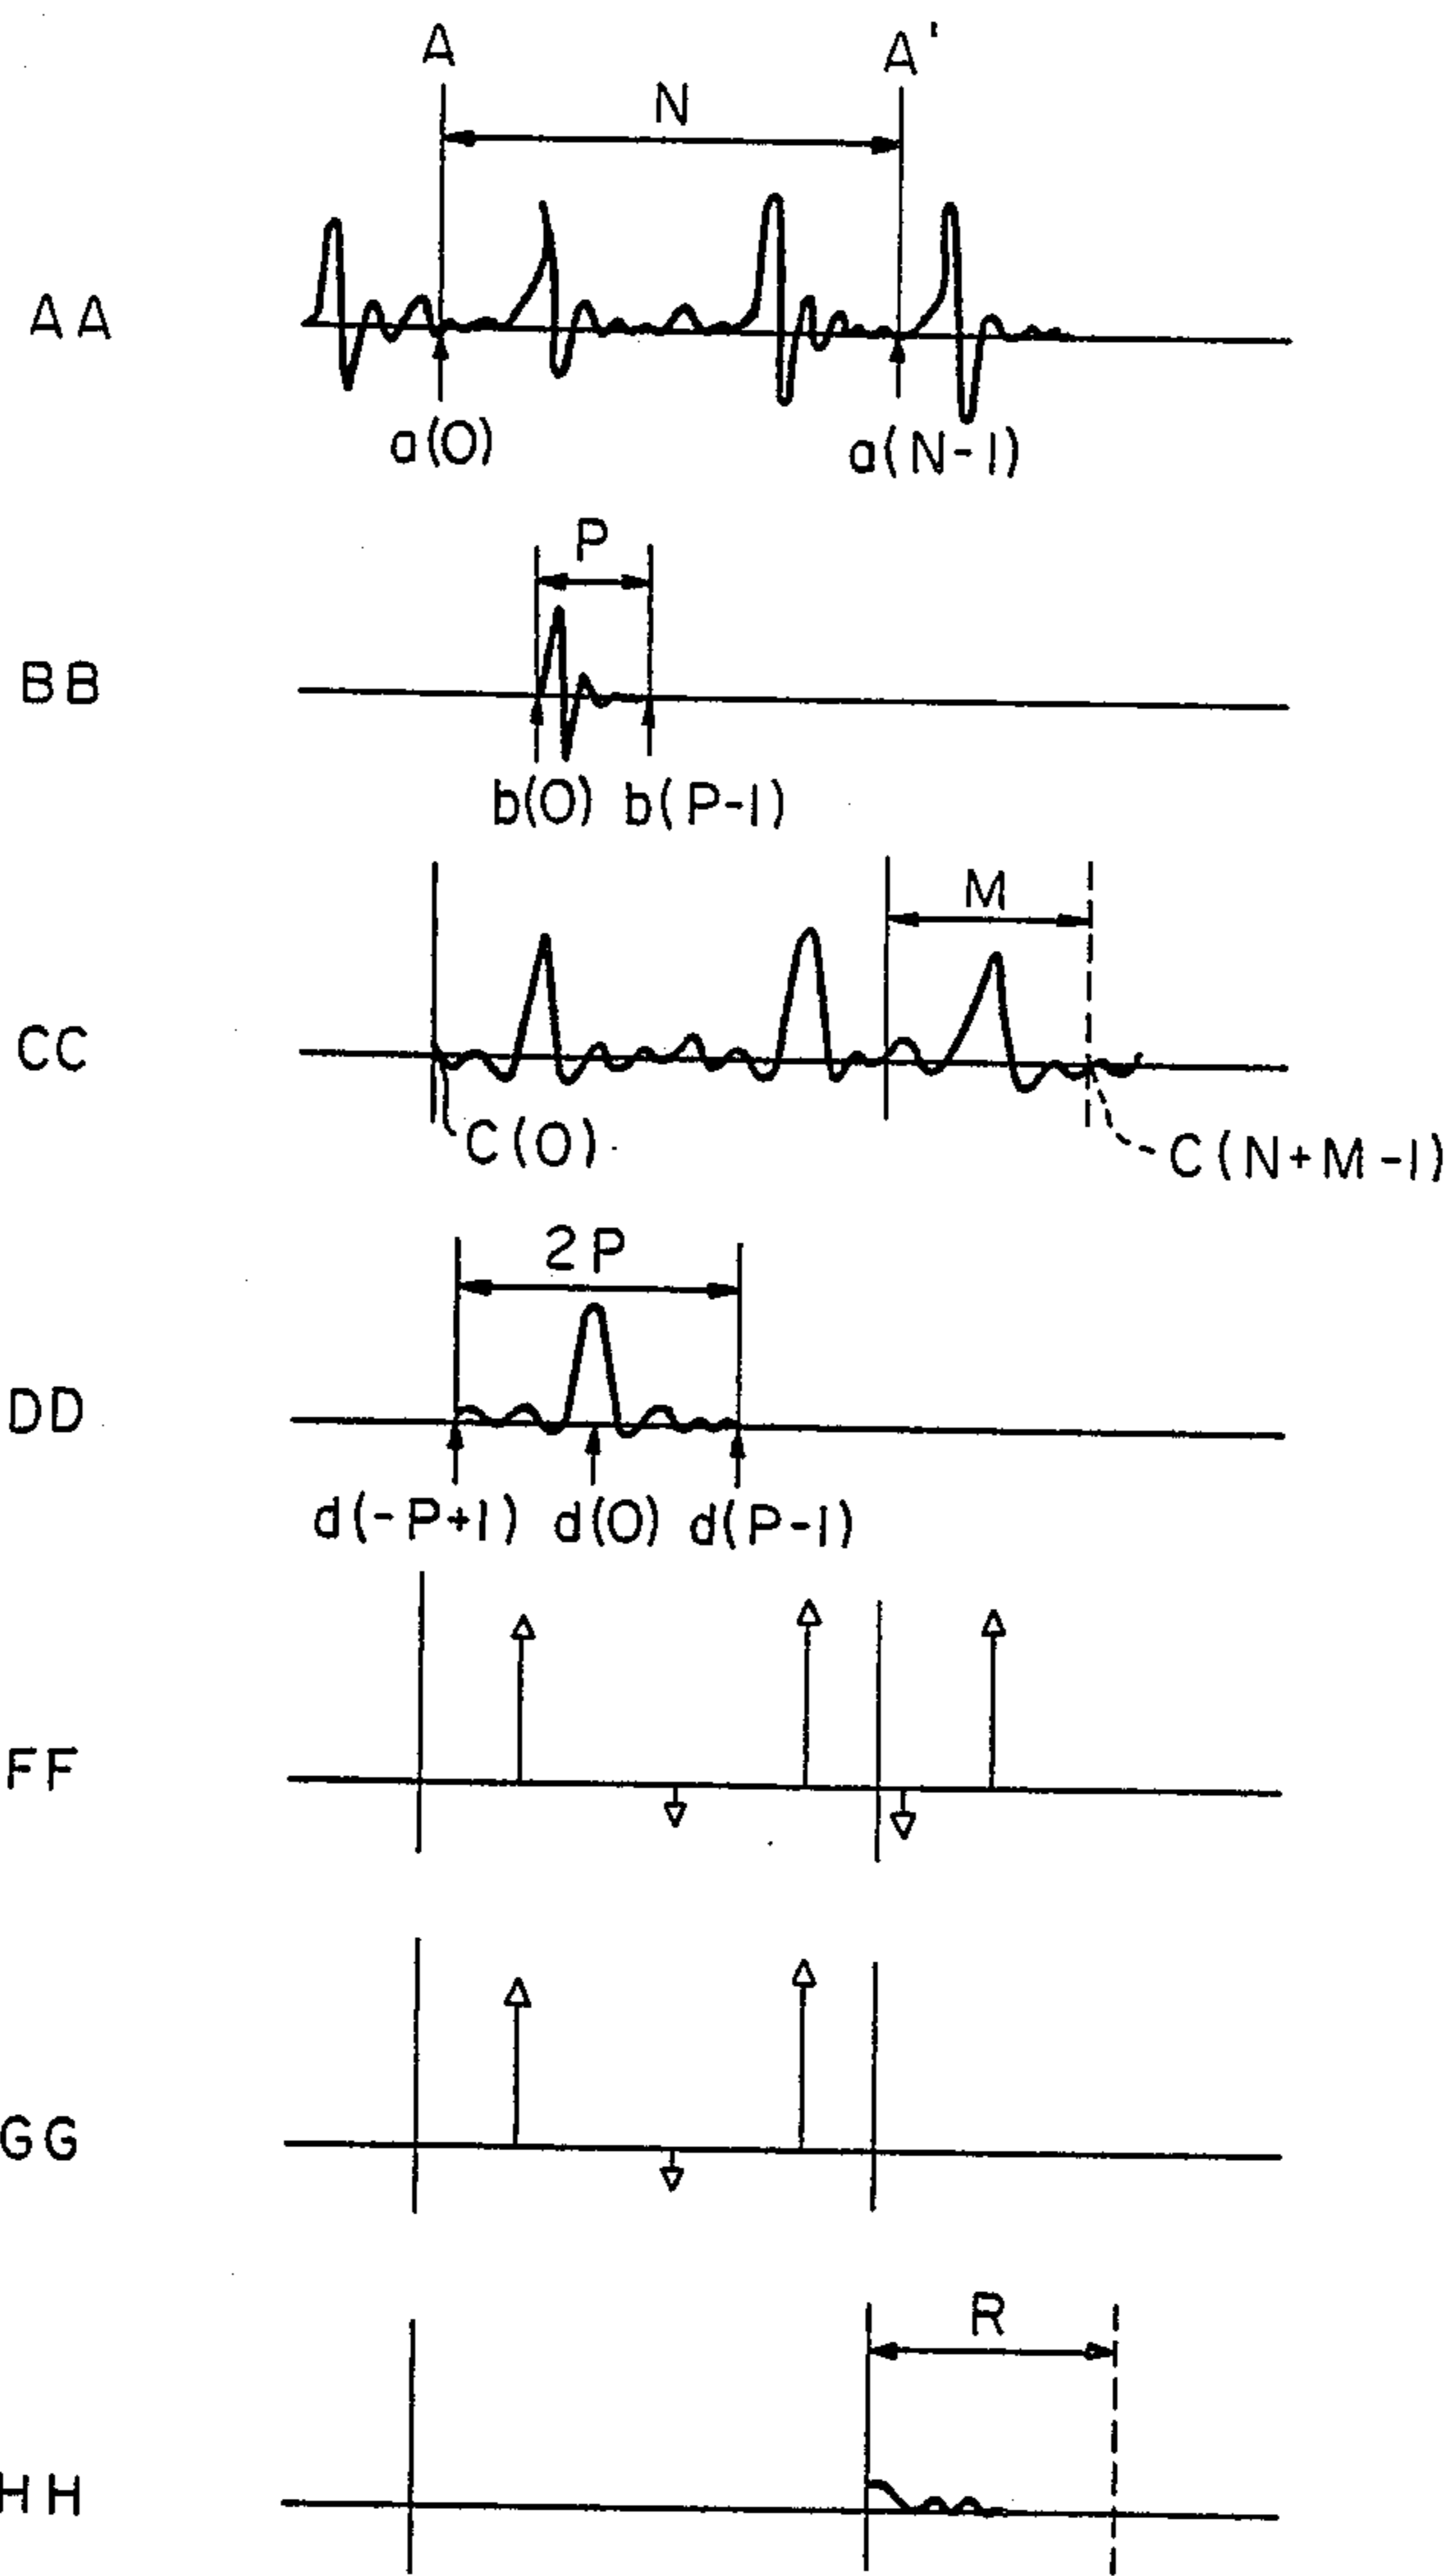 A A'
N
AA
a(0) a(N-1)
P
BB
b(0) b(P-1)
M
CC
C(0) C(N+M-1)
2P
DD
d(-P+1) d(0) d(P-1)
FF
GG
R
HH